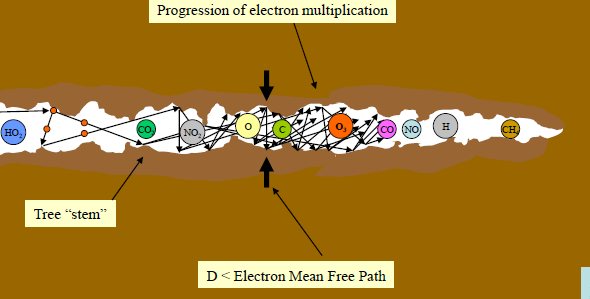 Progression of electron multiplication
HO2
CO
NO2
O
C
O3
CO
NO
H
CH4
Tree “stem”
D < Electron Mean Free Path